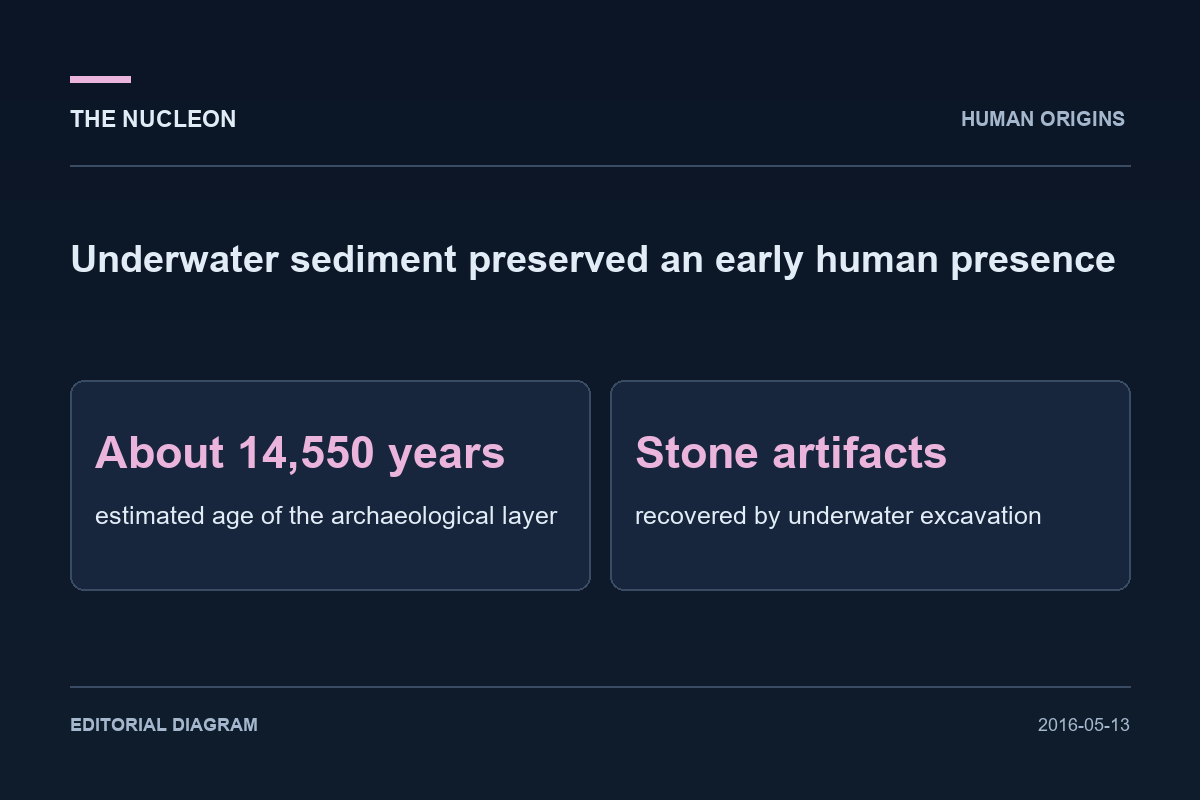 THE NUCLEON
HUMAN ORIGINS
Underwater sediment preserved an early human presence
About 14,550 years
estimated age of the archaeological layer
Stone artifacts
recovered by underwater excavation
EDITORIAL DIAGRAM
2016-05-13